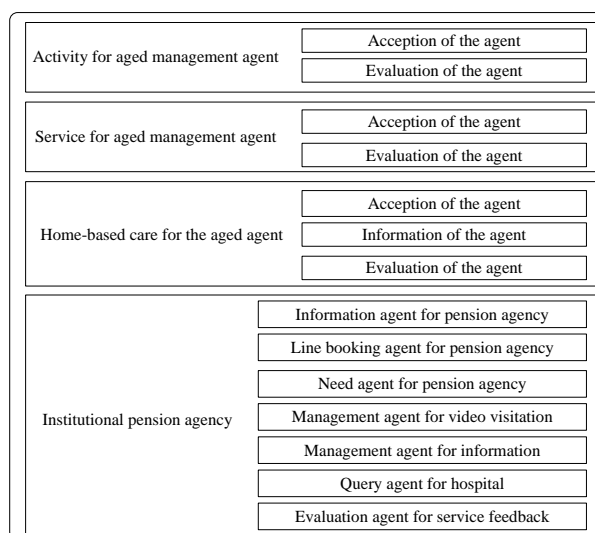 Activity for aged management agent
Acception of the agent
Evaluation of the agent
Service for aged management agent
Acception of the agent
Evaluation of the agent
Home-based care for the aged agent
Acception of the agent
Information of the agent
Evaluation of the agent
Institutional pension agency
Information agent for pension agency
Line booking agent for pension agency
Need agent for pension agency
Management agent for video visitation
Management agent for information
Query agent for hospital
Evaluation agent for service feedback